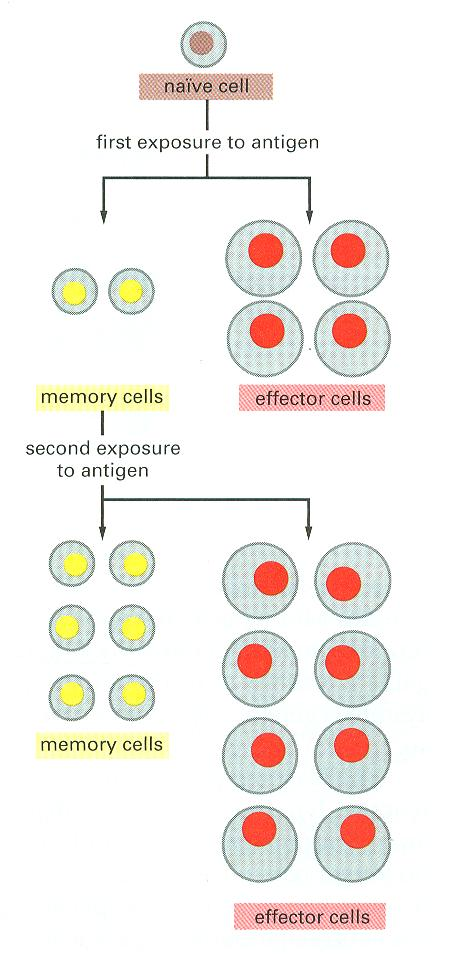 naïve cell
first exposure to antigen
memory cells
effector cells
second exposure
to antigen
memory cells
effector cells